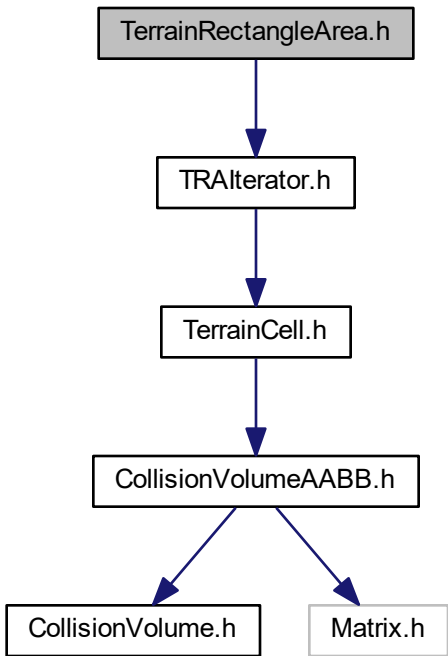 TerrainRectangleArea.h
TRAIterator.h
TerrainCell.h
CollisionVolumeAABB.h
CollisionVolume.h
Matrix.h